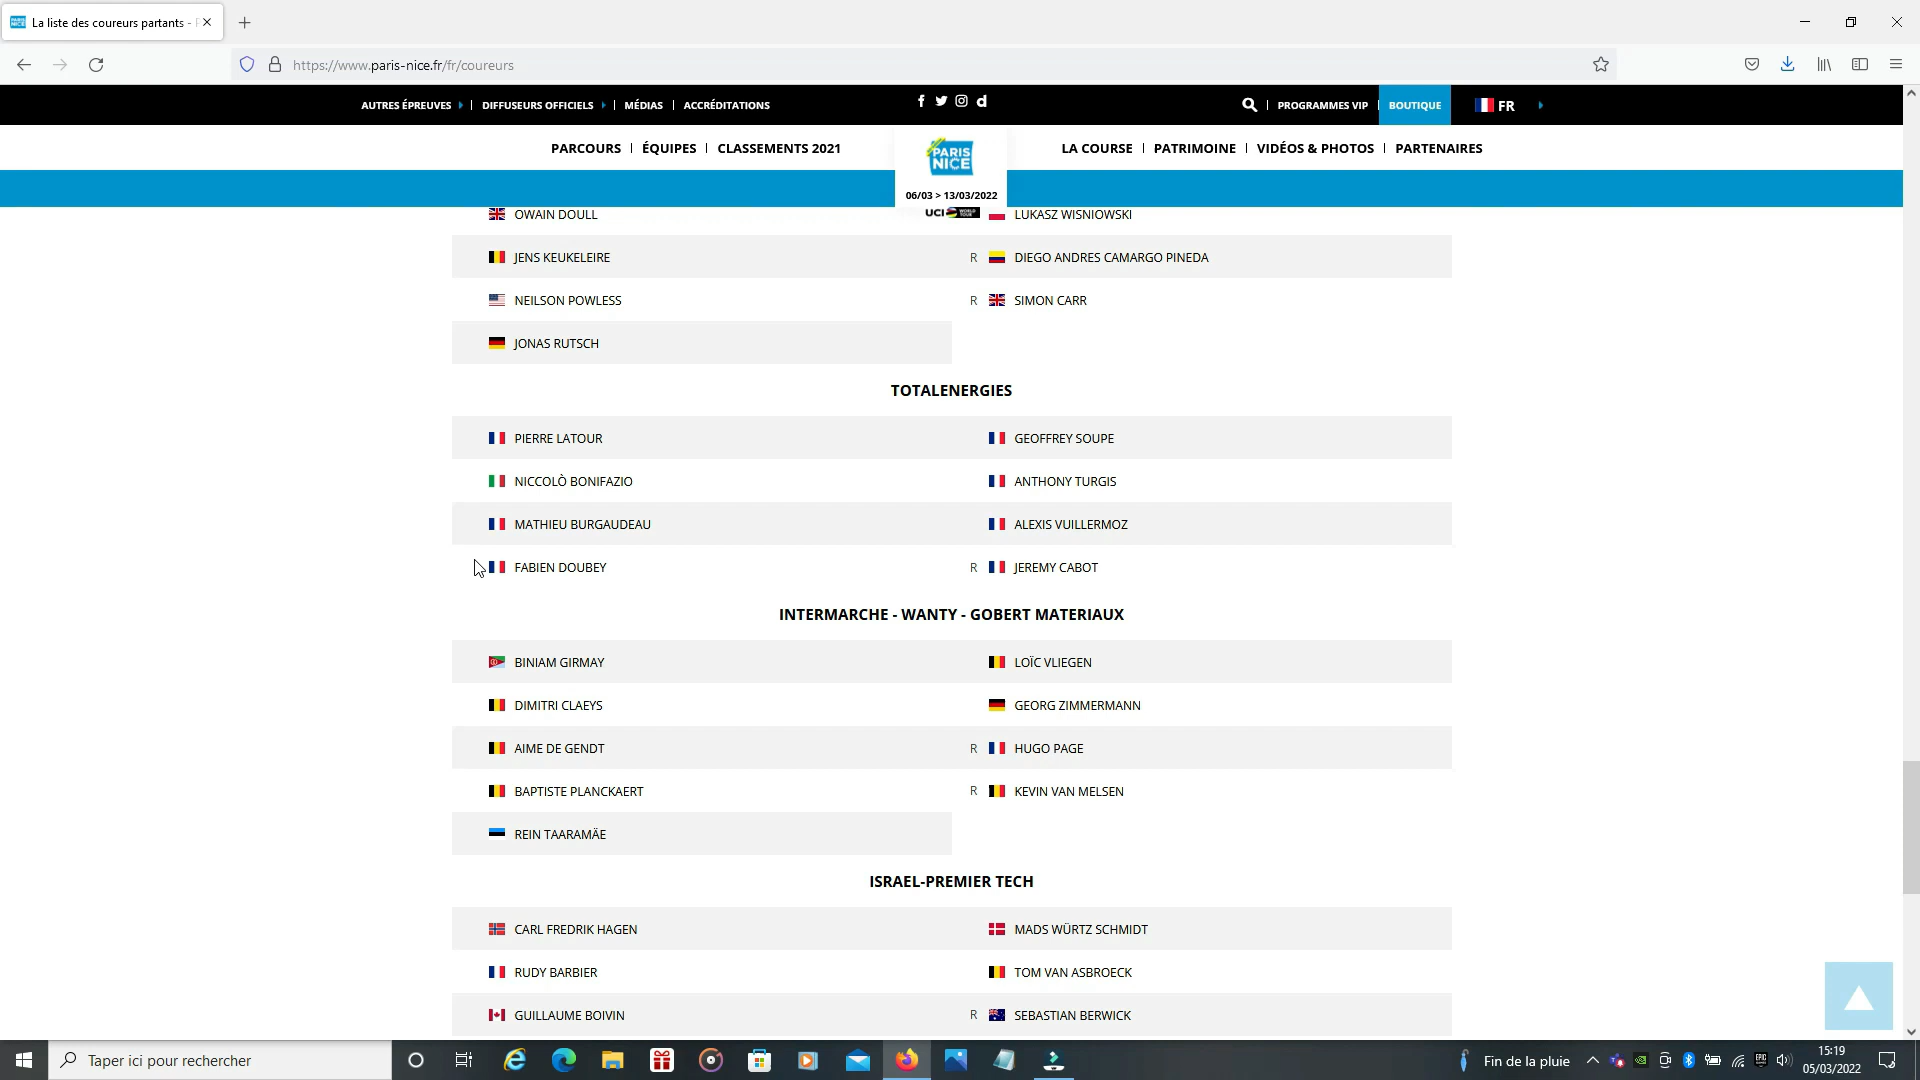 La liste des coureurs partants -
https://www.paris-nice.fr/fr/coureurs
AUTRES ÉPREUVES
DIFFUSEURS OFFICIELS
MÉDIAS
ACCRÉDITATIONS
PROGRAMMES VIP
BOUTIQUE
FR
PARCOURS
ÉQUIPES
CLASSEMENTS 2021
PARIS
NICE
LA COURSE
PATRIMOINE
VIDÉOS & PHOTOS
PARTENAIRES
06/03 > 13/03/2022
UCI WORLD TOUR
OWAIN DOULL
LUKASZ WISNIOWSKI
JENS KEUKELEIRE
R DIEGO ANDRES CAMARGO PINEDA
NEILSON POWLESS
R SIMON CARR
JONAS RUTSCH
TOTALENERGIES
PIERRE LATOUR
GEOFFREY SOUPE
NICCOLÒ BONIFAZIO
ANTHONY TURGIS
MATHIEU BURGAUDEAU
ALEXIS VUILLERMOZ
FABIEN DOUBEY
R JEREMY CABOT
INTERMARCHE - WANTY - GOBERT MATERIAUX
BINIAM GIRMAY
LOÏC VLIEGEN
DIMITRI CLAEYS
GEORG ZIMMERMANN
AIME DE GENDT
R HUGO PAGE
BAPTISTE PLANCKAERT
R KEVIN VAN MELSEN
REIN TAARAMÄE
ISRAEL-PREMIER TECH
CARL FREDRIK HAGEN
MADS WÜRTZ SCHMIDT
RUDY BARBIER
TOM VAN ASBROECK
GUILLAUME BOIVIN
R SEBASTIAN BERWICK
Taper ici pour rechercher
Fin de la pluie
15:19
05/03/2022